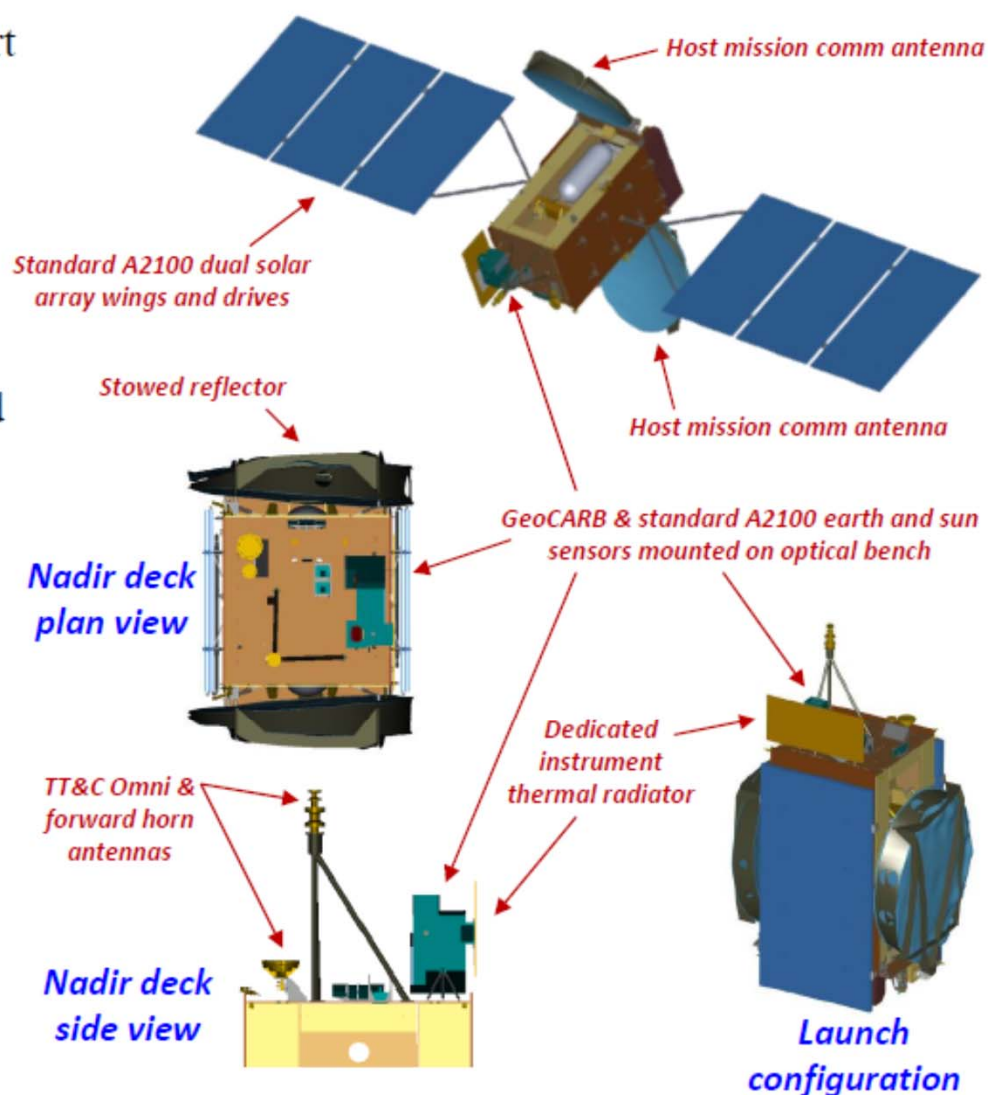 rt
Host mission comm antenna
Standard A2100 dual solar
array wings and drives
Stowed reflector
d
Host mission comm antenna
GeoCARB & standard A2100 earth and sun
sensors mounted on optical bench
Nadir deck
plan view
Dedicated
instrument
thermal radiator
TT&C Omni &
forward horn
antennas
Nadir deck
side view
Launch
configuration